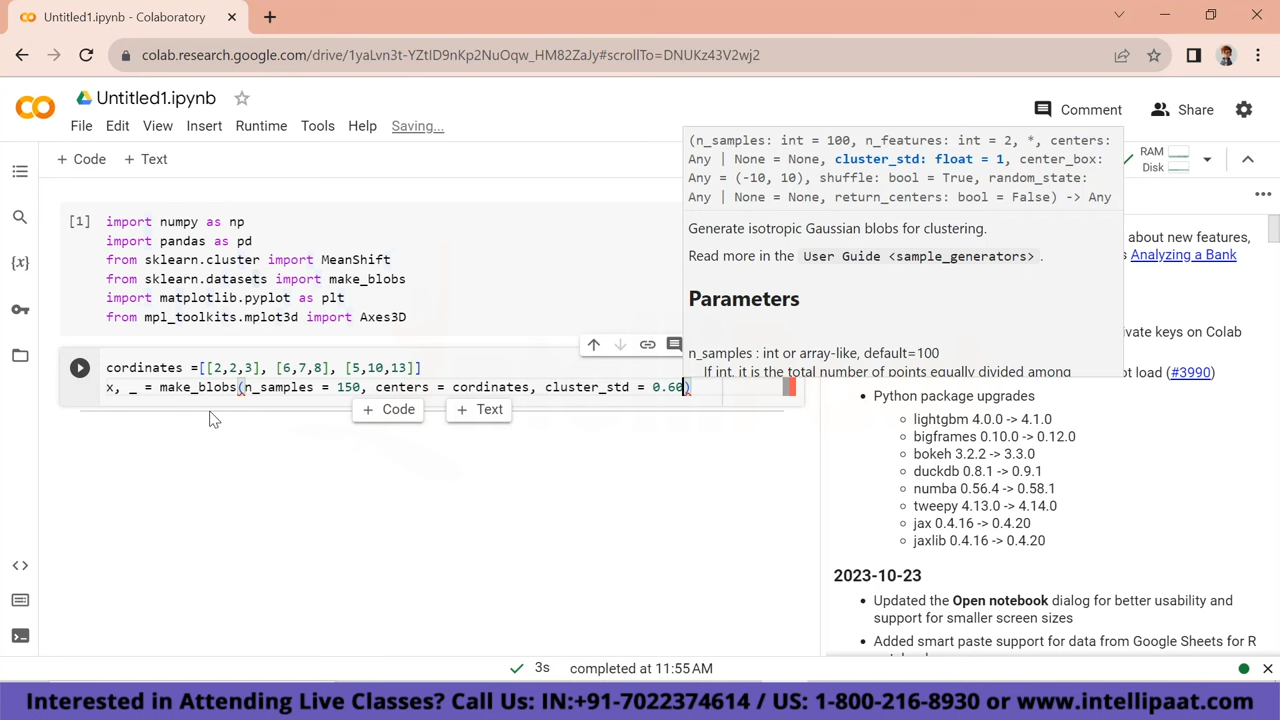 Untitled1.ipynb - Colaboratory
colab.research.google.com/drive/1yaLvn3t-YZtID9nKp2NuOqw_HM82ZaJy#scrollTo=DNUKz43V2wj2
Untitled1.ipynb
Comment
Share
File Edit View Insert Runtime Tools Help Saving...
+ Code + Text
RAM
Disk
(n_samples: int = 100, n_features: int = 2, *, centers:
Any | None = None, cluster_std: float = 1, center_box:
Any = (-10, 10), shuffle: bool = True, random_state:
Any | None = None, return_centers: bool = False) -> Any
Generate isotropic Gaussian blobs for clustering.
Read more in the User Guide <sample_generators>.
Parameters
n_samples : int or array-like, default=100
If int, it is the total number of points equally divided among
[1] import numpy as np
import pandas as pd
from sklearn.cluster import MeanShift
from sklearn.datasets import make_blobs
import matplotlib.pyplot as plt
from mpl_toolkits.mplot3d import Axes3D
cordinates =[[2,2,3], [6,7,8], [5,10,13]]
x, _ = make_blobs(n_samples = 150, centers = cordinates, cluster_std = 0.60)
+ Code + Text
about new features,
Analyzing a Bank
ivate keys on Colab
ot load (#3990)
Python package upgrades
lightgbm 4.0.0 -> 4.1.0
bigframes 0.10.0 -> 0.12.0
bokeh 3.2.2 -> 3.3.0
duckdb 0.8.1 -> 0.9.1
numba 0.56.4 -> 0.58.1
tweepy 4.13.0 -> 4.14.0
jax 0.4.16 -> 0.4.20
jaxlib 0.4.16 -> 0.4.20
2023-10-23
Updated the Open notebook dialog for better usability and
support for smaller screen sizes
Added smart paste support for data from Google Sheets for R
3s completed at 11:55 AM
Interested in Attending Live Classes? Call Us: IN:+91-7022374614 / US: 1-800-216-8930 or www.intellipaat.com